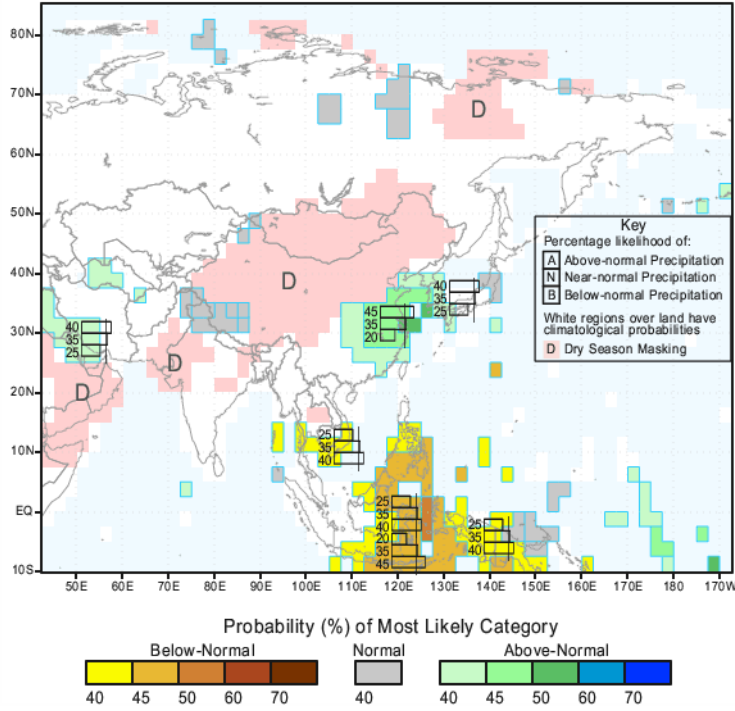 80N
70N
60N
50N
40N
30N
20N
10N
EQ
10S
D
D
D
D
D
40
35
25
45
35
20
40
35
25
25
35
40
25
35
40
20
35
45
25
35
40
Key
Percentage likelihood of:
A Above-normal Precipitation
N Near-normal Precipitation
B Below-normal Precipitation
White regions over land have
climatological probabilities
D Dry Season Masking
50E 60E 70E 80E 90E 100E 110E 120E 130E 140E 150E 160E 170E 180 170W
Probability (%) of Most Likely Category
Below-Normal Normal Above-Normal
40 45 50 60 70 40 40 45 50 60 70